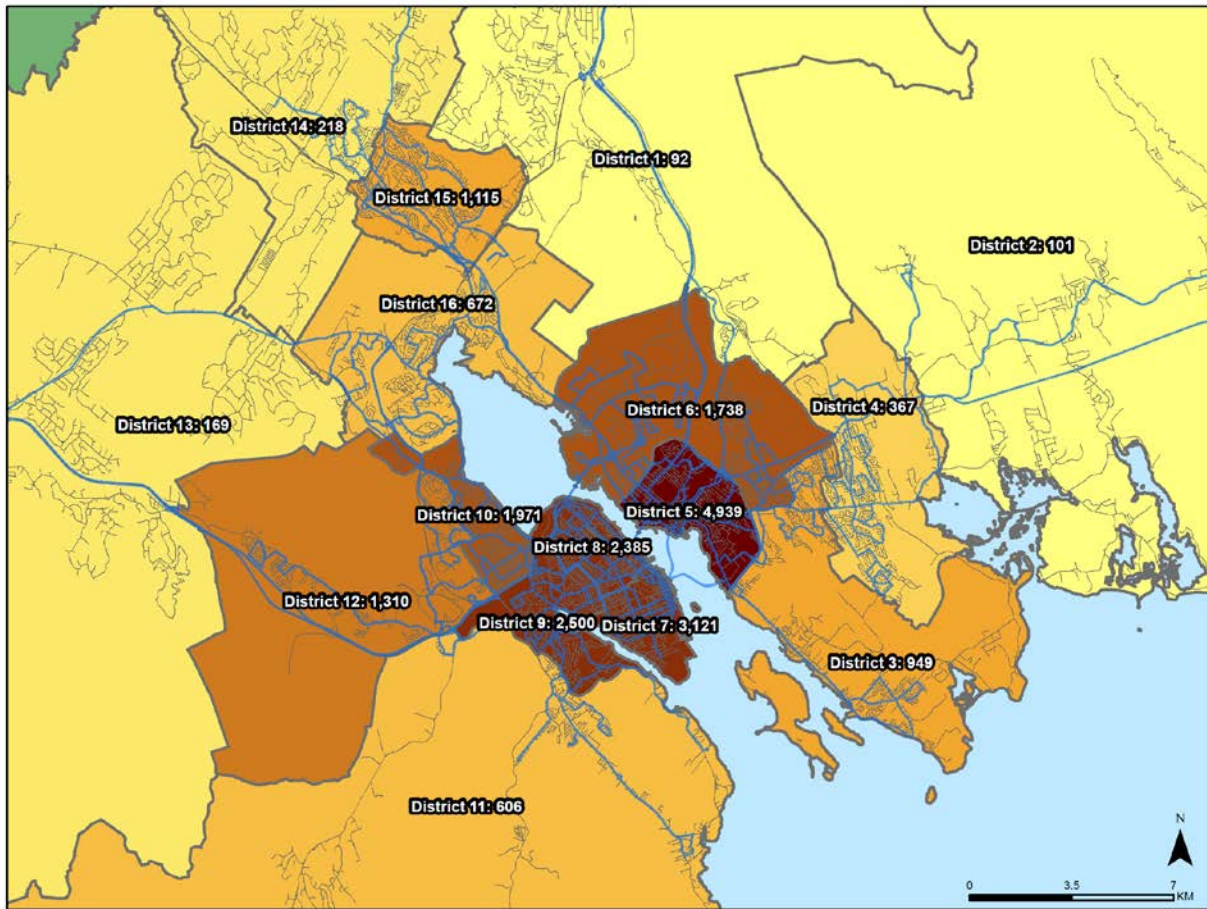 District 14: 218
District 1: 92
District 15: 1,115
District 2: 101
District 16: 672
District 6: 1,738
District 4: 367
District 13: 169
District 10: 1,971
District 5: 4,939
District 8: 2,385
District 12: 1,310
District 9: 2,500
District 7: 3,121
District 3: 949
District 11: 606
N
0 3.5 7
KM